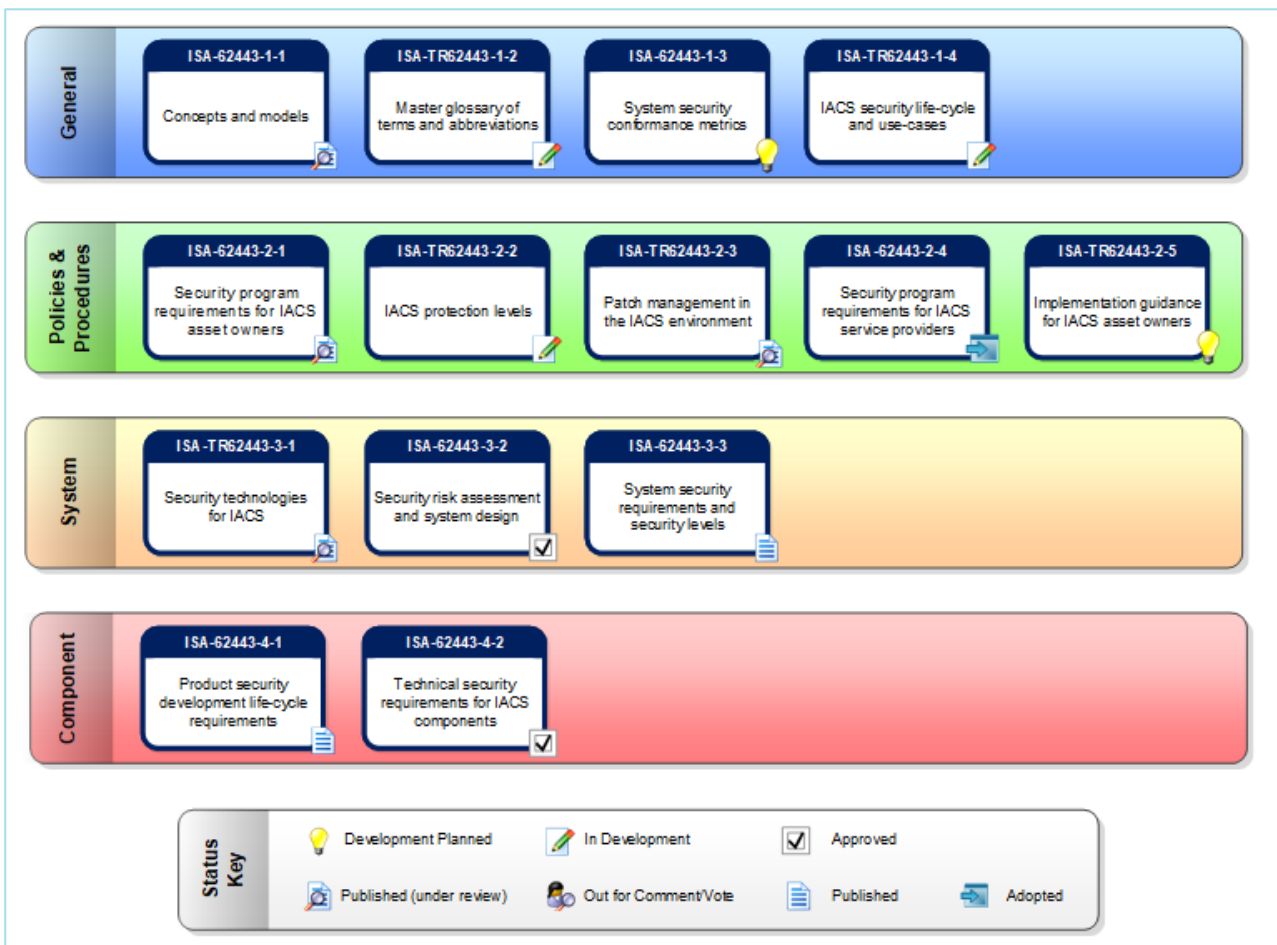 General
ISA-62443-1-1
Concepts and models
ISA-TR62443-1-2
Master glossary of
terms and abbreviations
ISA-62443-1-3
System security
conformance metrics
ISA-TR62443-1-4
IACS security life-cycle
and use-cases
Policies &
Procedures
ISA-62443-2-1
Security program
requirements for IACS
asset owners
ISA-TR62443-2-2
IACS protection levels
ISA-TR62443-2-3
Patch management in
the IACS environment
ISA-62443-2-4
Security program
requirements for IACS
service providers
ISA-TR62443-2-5
Implementation guidance
for IACS asset owners
System
ISA-TR62443-3-1
Security technologies
for IACS
ISA-62443-3-2
Security risk assessment
and system design
ISA-62443-3-3
System security
requirements and
security levels
Component
ISA-62443-4-1
Product security
development life-cycle
requirements
ISA-62443-4-2
Technical security
requirements for IACS
components
Status
Key
Development Planned
In Development
Approved
Published (under review)
Out for Comment/Vote
Published
Adopted